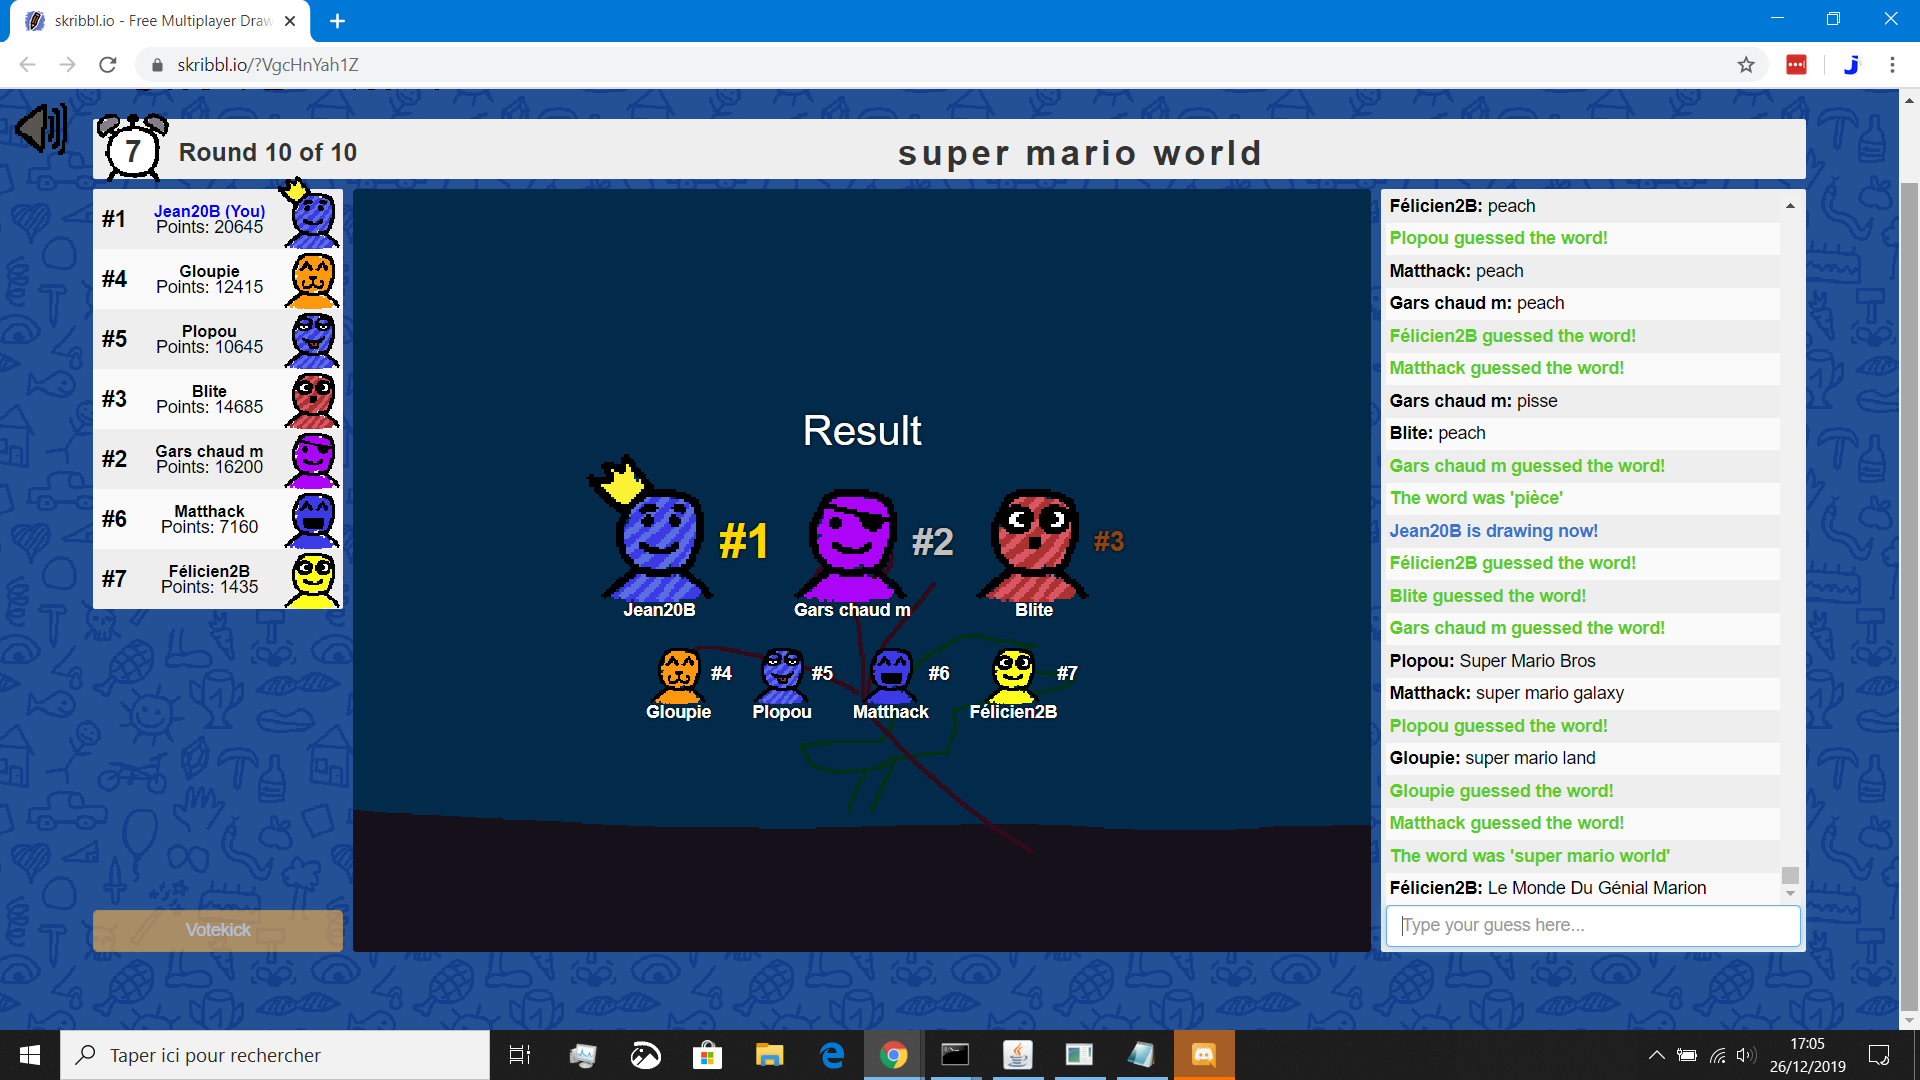 skribbl.io - Free Multiplayer Draw
skribbl.io/?VgcHnYah1Z
7
Round 10 of 10
super mario world
#1
Jean20B (You)
Points: 20645
#4
Gloupie
Points: 12415
#5
Plopou
Points: 10645
#3
Blite
Points: 14685
#2
Gars chaud m
Points: 16200
#6
Matthack
Points: 7160
#7
Félicien2B
Points: 1435
Votekick
Result
#1
#2
#3
Jean20B
Gars chaud m
Blite
#4
#5
#6
#7
Gloupie
Plopou
Matthack
Félicien2B
Félicien2B: peach
Plopou guessed the word!
Matthack: peach
Gars chaud m: peach
Félicien2B guessed the word!
Matthack guessed the word!
Gars chaud m: pisse
Blite: peach
Gars chaud m guessed the word!
The word was 'pièce'
Jean20B is drawing now!
Félicien2B guessed the word!
Blite guessed the word!
Gars chaud m guessed the word!
Plopou: Super Mario Bros
Matthack: super mario galaxy
Plopou guessed the word!
Gloupie: super mario land
Gloupie guessed the word!
Matthack guessed the word!
The word was 'super mario world'
Félicien2B: Le Monde Du Génial Marion
Type your guess here...
Taper ici pour rechercher
17:05
26/12/2019